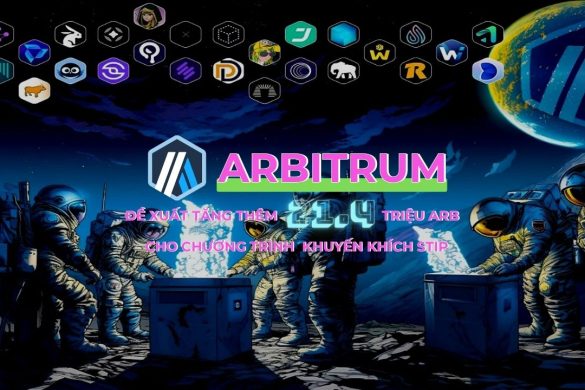 ARBITRUM
ĐỀ XUẤT TĂNG THÊM 21.4 TRIỆU ARB
CHO CHƯƠNG TRÌNH KHUYẾN KHÍCH STIP